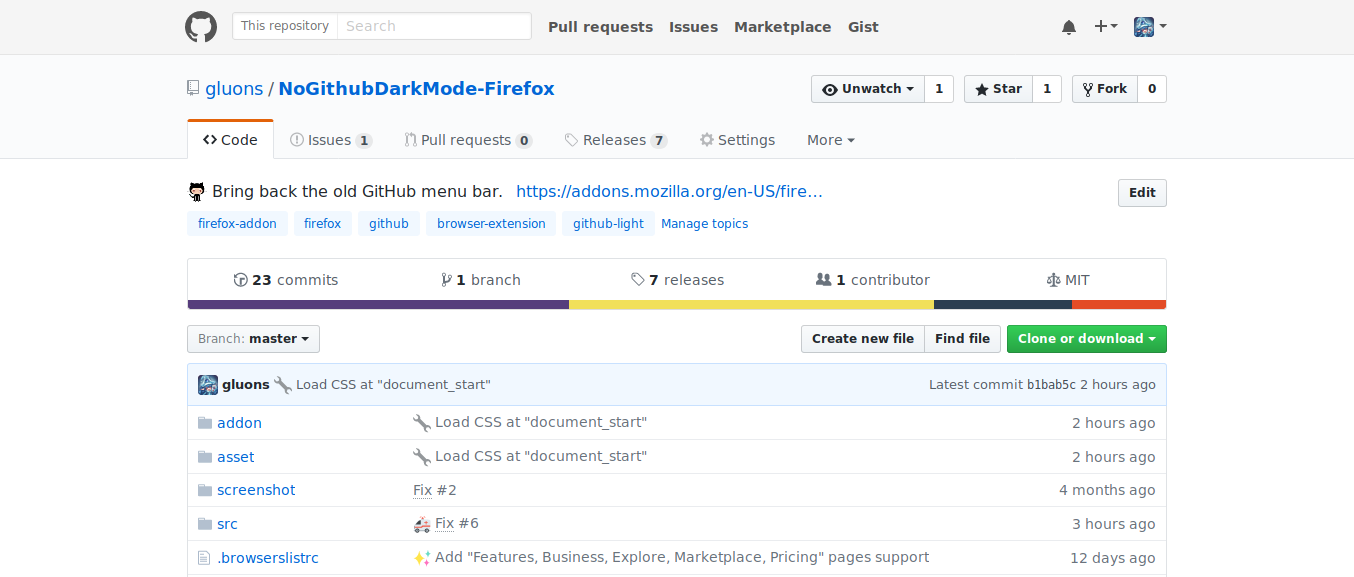 This repository Search Pull requests Issues Marketplace Gist
gluons / NoGithubDarkMode-Firefox Unwatch 1 Star 1 Fork 0
Code Issues 1 Pull requests 0 Releases 7 Settings More
Bring back the old GitHub menu bar. https://addons.mozilla.org/en-US/fire… Edit
firefox-addon firefox github browser-extension github-light Manage topics
23 commits 1 branch 7 releases 1 contributor MIT
Branch: master Create new file Find file Clone or download
gluons Load CSS at "document_start" Latest commit b1bab5c 2 hours ago
addon Load CSS at "document_start" 2 hours ago
asset Load CSS at "document_start" 2 hours ago
screenshot Fix #2 4 months ago
src Fix #6 3 hours ago
.browserslistrc Add "Features, Business, Explore, Marketplace, Pricing" pages support 12 days ago